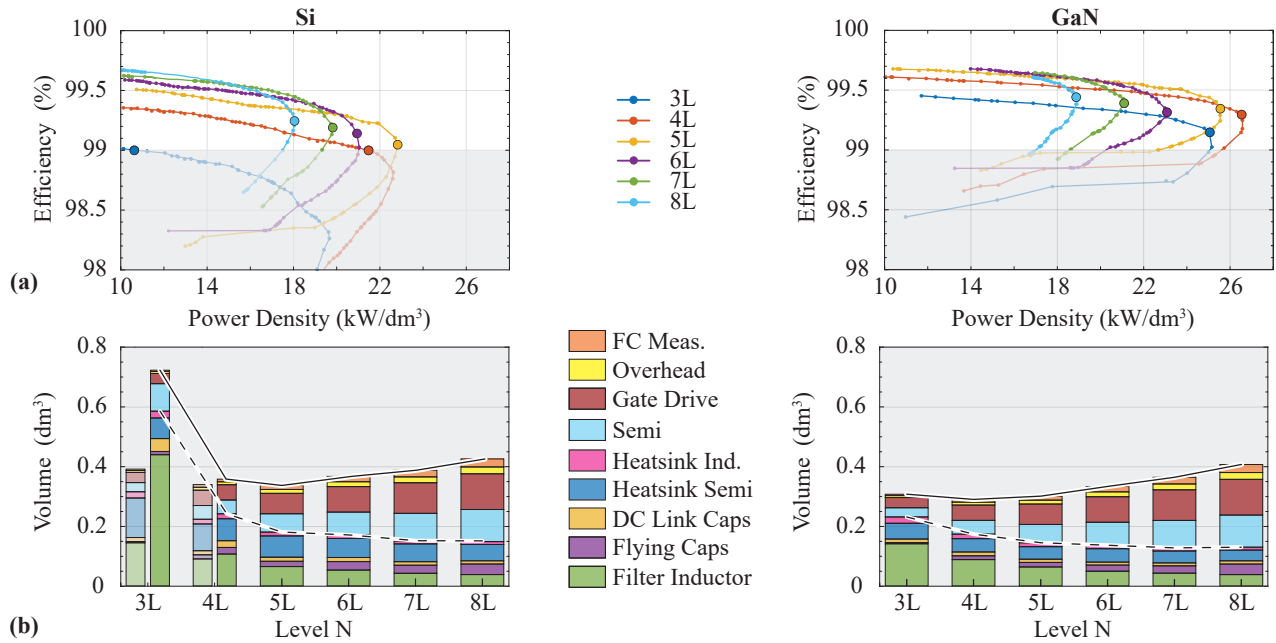 Si
GaN
100
99.5
99
98.5
98
Efficiency (%)
10
14
18
22
26
Power Density (kW/dm³)
(a)
3L
4L
5L
6L
7L
8L
100
99.5
99
98.5
98
Efficiency (%)
10
14
18
22
26
Power Density (kW/dm³)
0.8
0.6
0.4
0.2
0
Volume (dm³)
3L
4L
5L
6L
7L
8L
Level N
(b)
FC Meas.
Overhead
Gate Drive
Semi
Heatsink Ind.
Heatsink Semi
DC Link Caps
Flying Caps
Filter Inductor
0.8
0.6
0.4
0.2
0
Volume (dm³)
3L
4L
5L
6L
7L
8L
Level N